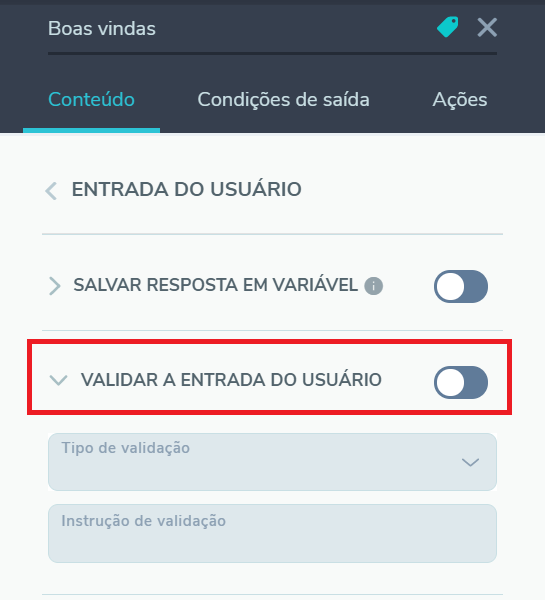 Boas vindas
Conteúdo Condições de saída Ações
ENTRADA DO USUÁRIO
SALVAR RESPOSTA EM VARIÁVEL i
VALIDAR A ENTRADA DO USUÁRIO
Tipo de validação
Instrução de validação